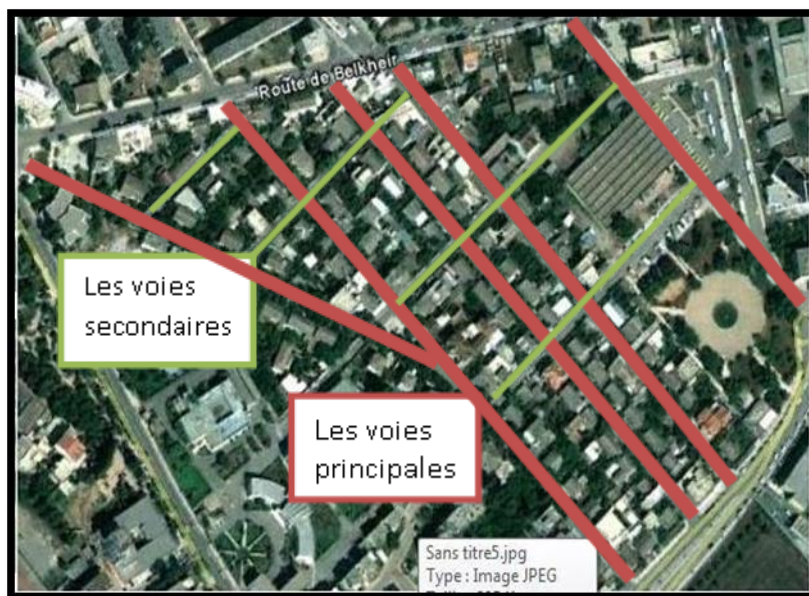 Route de Belkheir
Les voies
secondaires
Les voies
principales
Sans titre5.jpg
Type : Image JPEG